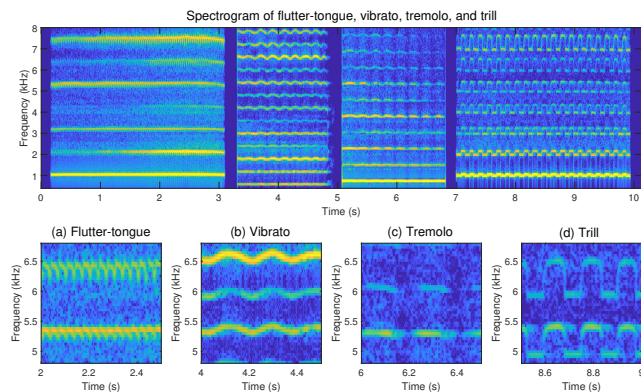 Spectrogram of flutter-tongue, vibrato, tremolo, and trill
Frequency (kHz)
8
7
6
5
4
3
2
1
0 1 2 3 4 5 6 7 8 9 10
Time (s)
(a) Flutter-tongue
Frequency (kHz)
6.5
6
5.5
5
2 2.2 2.4
Time (s)
(b) Vibrato
Frequency (kHz)
6.5
6
5.5
5
4 4.2 4.4
Time (s)
(c) Tremolo
Frequency (kHz)
6.5
6
5.5
5
6 6.2 6.4
Time (s)
(d) Trill
Frequency (kHz)
6.5
6
5.5
5
8.6 8.8 9
Time (s)